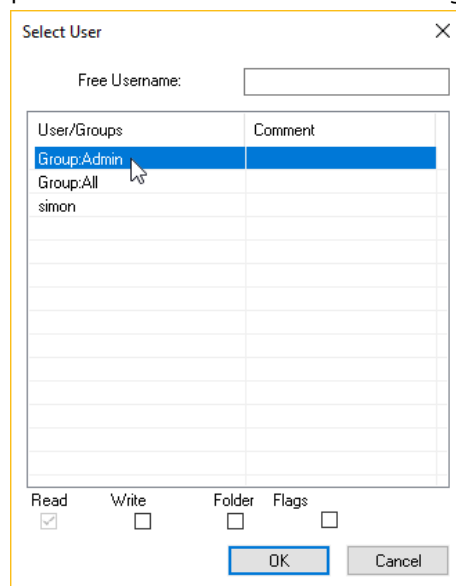 Select User
Free Username:
User/Groups Comment
Group:Admin
Group:All
simon
Read Write Folder Flags
OK Cancel